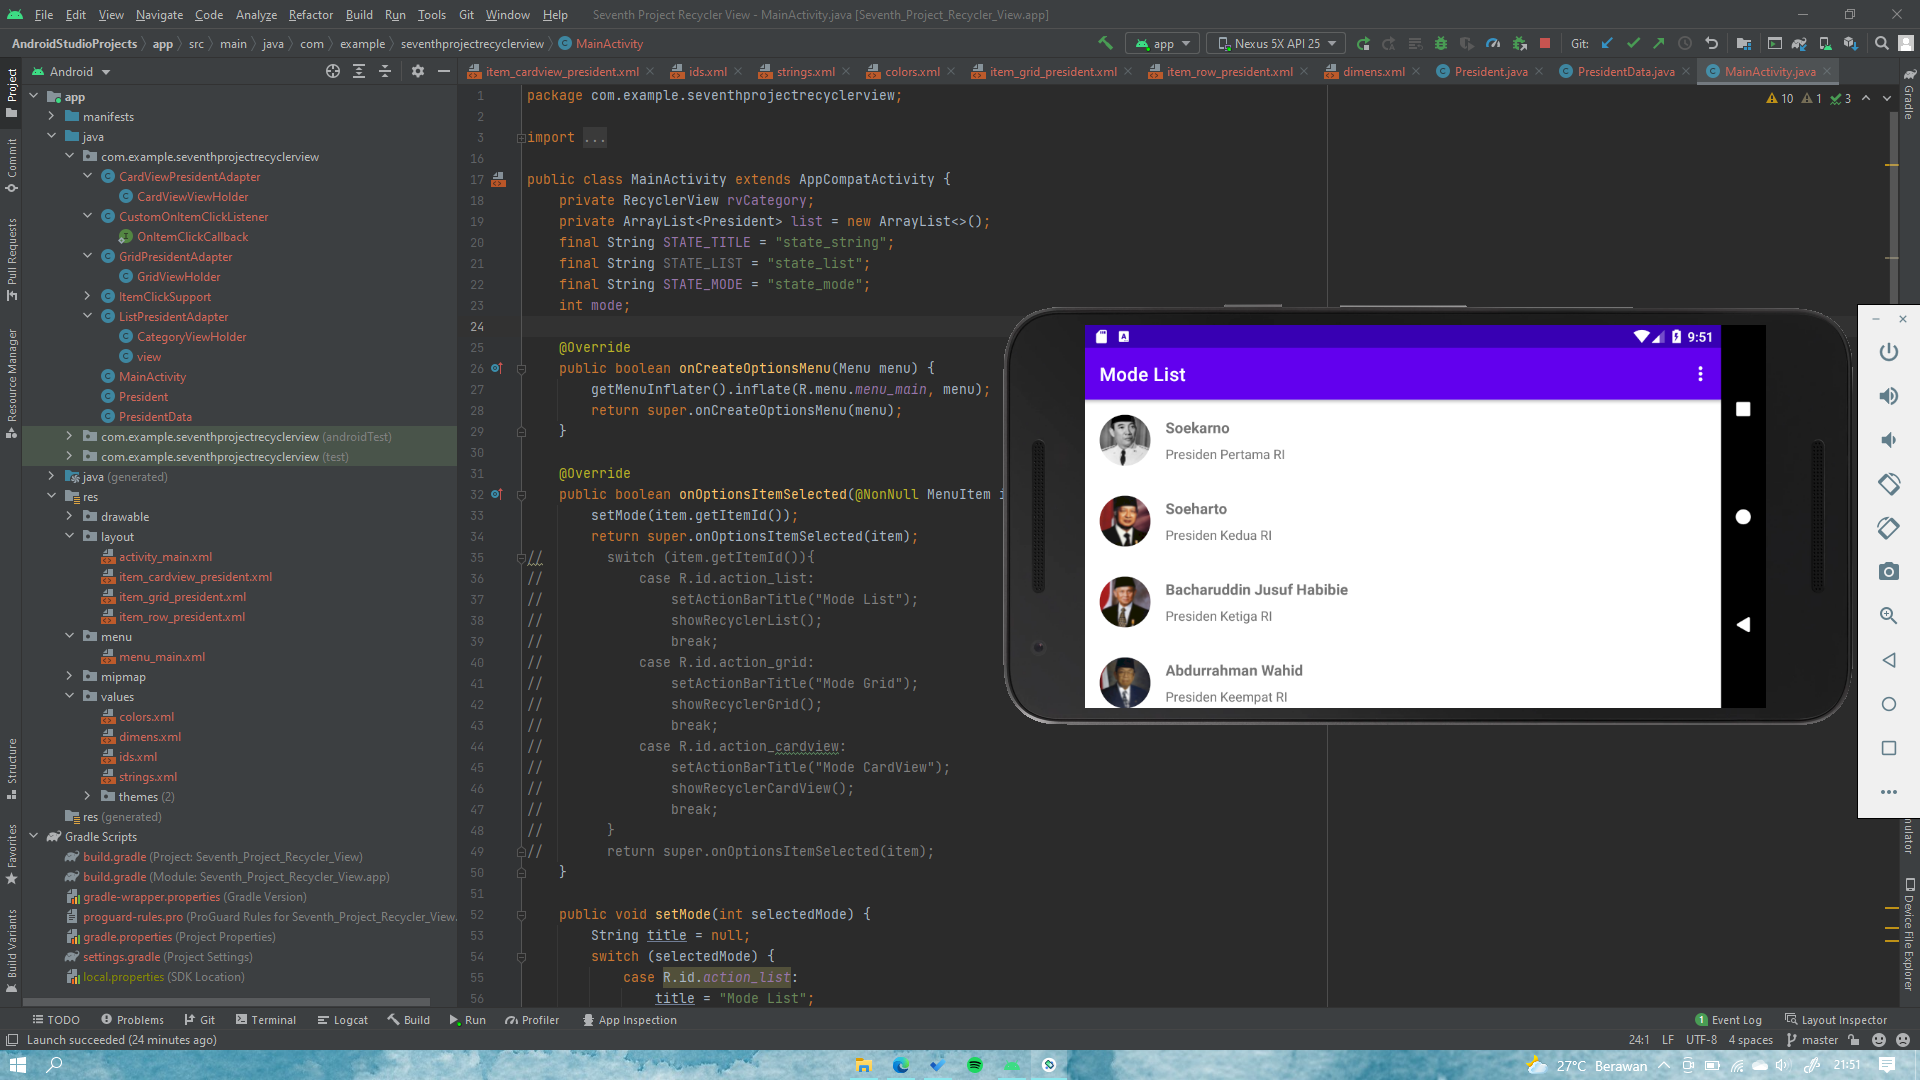 File Edit View Navigate Code Analyze Refactor Build Run Tools Git Window Help Seventh Project Recycler View - MainActivity.java [Seventh_Project_Recycler_View.app]
AndroidStudioProjects app src main java com example seventhprojectrecyclerview MainActivity app Nexus 5X API 25 Git:
Android
item_cardview_president.xml ids.xml strings.xml colors.xml item_grid_president.xml item_row_president.xml dimens.xml President.java PresidentData.java MainActivity.java
Project
Commit
Pull Requests
Resource Manager
Structure
Favorites
Build Variants
app
manifests
java
com.example.seventhprojectrecyclerview
CardViewPresidentAdapter
CardViewViewHolder
CustomOnItemClickListener
OnItemClickCallback
GridPresidentAdapter
GridViewHolder
ItemClickSupport
ListPresidentAdapter
CategoryViewHolder
view
MainActivity
President
PresidentData
com.example.seventhprojectrecyclerview (androidTest)
com.example.seventhprojectrecyclerview (test)
java (generated)
res
drawable
layout
activity_main.xml
item_cardview_president.xml
item_grid_president.xml
item_row_president.xml
menu
menu_main.xml
mipmap
values
colors.xml
dimens.xml
ids.xml
strings.xml
themes (2)
res (generated)
Gradle Scripts
build.gradle (Project: Seventh_Project_Recycler_View)
build.gradle (Module: Seventh_Project_Recycler_View.app)
gradle-wrapper.properties (Gradle Version)
proguard-rules.pro (ProGuard Rules for Seventh_Project_Recycler_View.
gradle.properties (Project Properties)
settings.gradle (Project Settings)
local.properties (SDK Location)
10 1 3
1 package com.example.seventhprojectrecyclerview;
2
3 import ...
16
17 public class MainActivity extends AppCompatActivity {
18 private RecyclerView rvCategory;
19 private ArrayList<President> list = new ArrayList<>();
20 final String STATE_TITLE = "state_string";
21 final String STATE_LIST = "state_list";
22 final String STATE_MODE = "state_mode";
23 int mode;
24
25 @Override
26 public boolean onCreateOptionsMenu(Menu menu) {
27 getMenuInflater().inflate(R.menu.menu_main, menu);
28 return super.onCreateOptionsMenu(menu);
29 }
30
31 @Override
32 public boolean onOptionsItemSelected(@NonNull MenuItem i
33 setMode(item.getItemId());
34 return super.onOptionsItemSelected(item);
35 // switch (item.getItemId()){
36 // case R.id.action_list:
37 // setActionBarTitle("Mode List");
38 // showRecyclerList();
39 // break;
40 // case R.id.action_grid:
41 // setActionBarTitle("Mode Grid");
42 // showRecyclerGrid();
43 // break;
44 // case R.id.action_cardview:
45 // setActionBarTitle("Mode CardView");
46 // showRecyclerCardView();
47 // break;
48 // }
49 // return super.onOptionsItemSelected(item);
50 }
51
52 public void setMode(int selectedMode) {
53 String title = null;
54 switch (selectedMode) {
55 case R.id.action_list:
56 title = "Mode List";
9:51
Mode List
Soekarno
Presiden Pertama RI
Soeharto
Presiden Kedua RI
Bacharuddin Jusuf Habibie
Presiden Ketiga RI
Abdurrahman Wahid
Presiden Keempat RI
Gradle
Device File Explorer
TODO Problems Git Terminal Logcat Build Run Profiler App Inspection 1 Event Log Layout Inspector
Launch succeeded (24 minutes ago) 24:1 LF UTF-8 4 spaces master
27°C Berawan 21:51